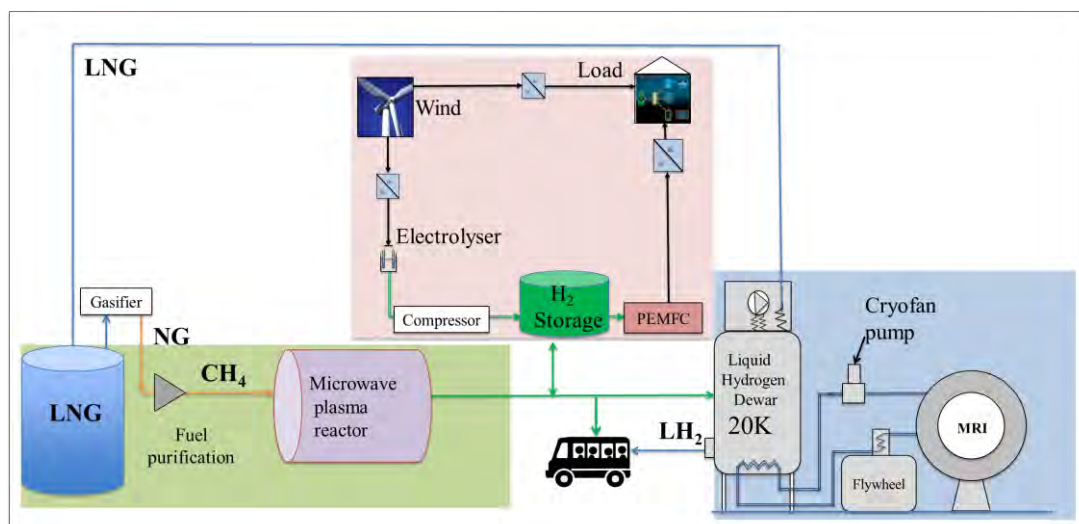 LNG
Wind
Load
Electrolyser
Compressor
H₂
Storage
PEMFC
Gasifier
NG
LNG
CH₄
Fuel
purification
Microwave
plasma
reactor
LH₂
Liquid
Hydrogen
Dewar
20K
Cryofan
pump
MRI
Flywheel